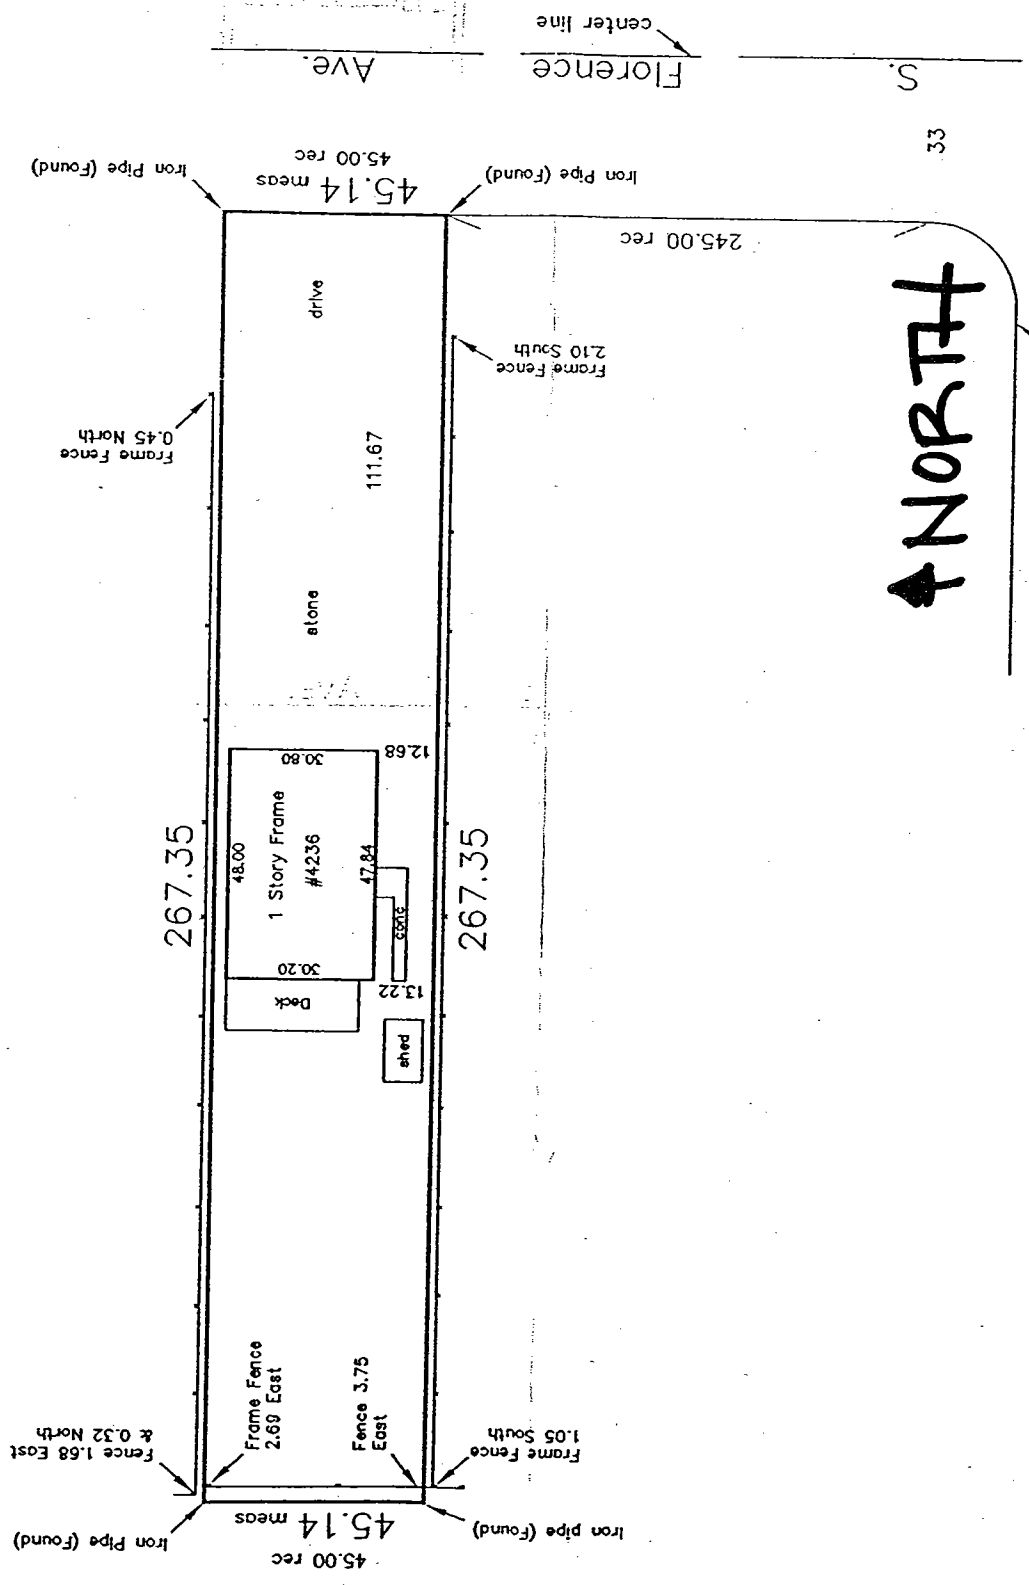 center line
S.
Florence
Ave.
33
Iron Pipe (Found)
45.14 meas
45.00 rec
Iron Pipe (Found)
245.00 rec
drive
Frame Fence
2.10 South
Frame Fence
0.45 North
111.67
NORTH
stone
12.68
30.80
267.35
48.00
1 Story Frame
#4236
47.84
267.35
conc
30.20
13.22
Deck
shed
Frame Fence
2.69 East
Fence 3.75
East
Fence 1.68 East
& 0.32 North
Frame Fence
1.05 South
Iron Pipe (Found)
45.14 meas
45.00 rec
Iron pipe (Found)